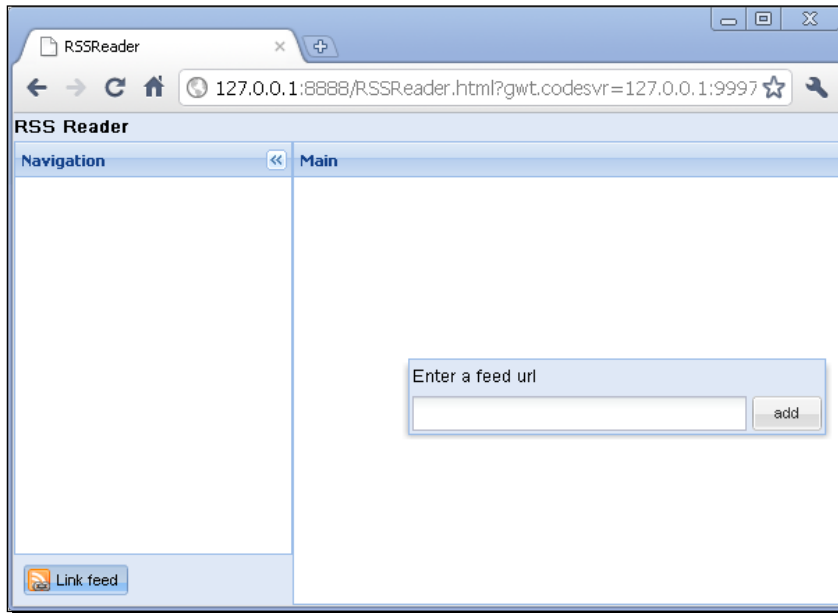 RSSReader
127.0.0.1:8888/RSSReader.html?gwt.codesvr=127.0.0.1:9997
RSS Reader
Navigation
Main
Enter a feed url
add
Link feed